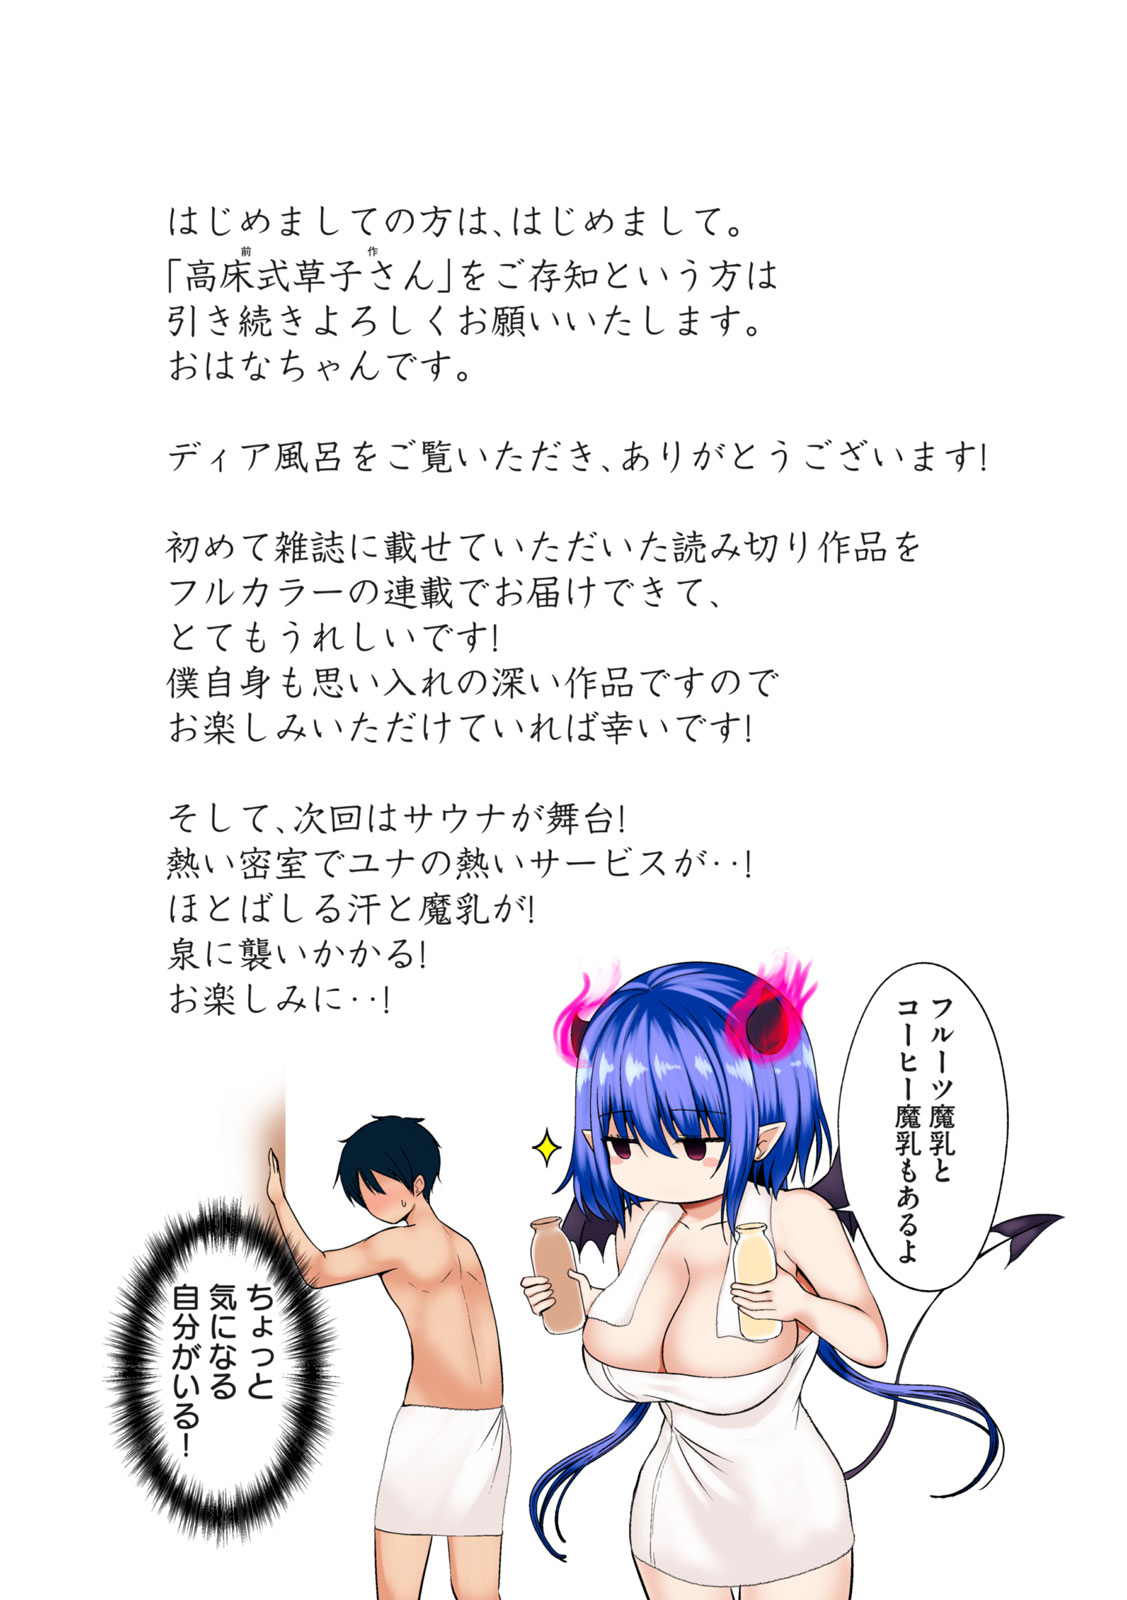 はじめましての方は、はじめまして。
前作
「高床式草子さん」をご存知という方は
引き続きよろしくお願いいたします。
おはなちゃんです。
ディア風呂をご覧いただき、ありがとうございます!
初めて雑誌に載せていただいた読み切り作品を
フルカラーの連載でお届けできて、
とてもうれしいです!
僕自身も思い入れの深い作品ですので
お楽しみいただけていれば幸いです!
そして、次回はサウナが舞台!
熱い密室でユナの熱いサービスが‥!
ほとばしる汗と魔乳が!
泉に襲いかかる!
お楽しみに‥!
フルーツ魔乳と
コーヒー魔乳もあるよ
ちょっと
気になる
自分がいる!